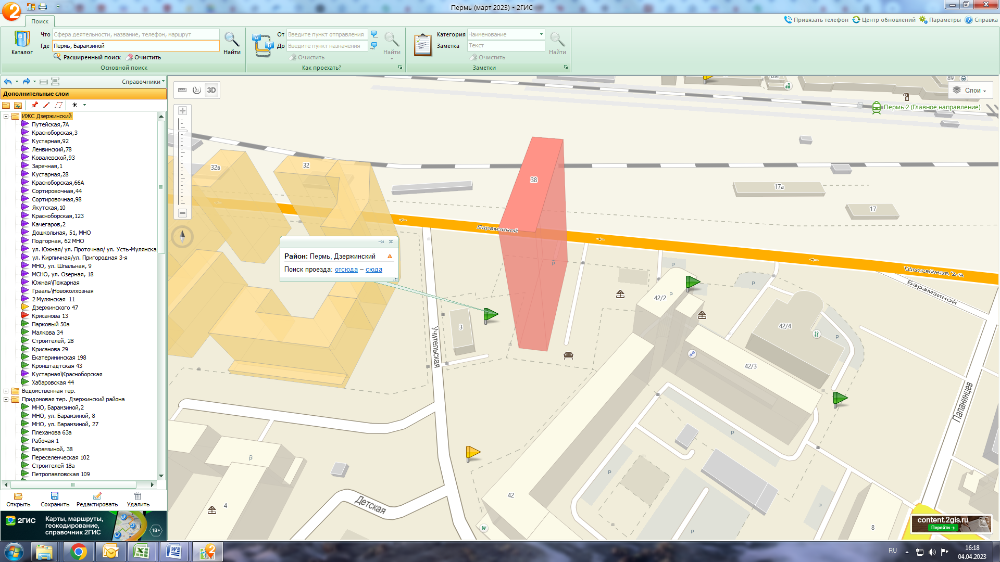 Пермь (март 2023) - 2ГИС
Поиск
Привязать телефон
Центр обновлений
Параметры
Справка
Каталог
Что
Сфера деятельности, название, телефон, маршрут
Где
Пермь, Барамзиной
Расширенный поиск
Очистить
Найти
Основной поиск
От
Введите пункт отправления
До
Введите пункт назначения
Очистить
Найти
Как проехать?
Категория
Наименование
Заметка
Текст
Очистить
Найти
Заметки
Справочники
Дополнительные слои
ИЖС Дзержинский
Путейская,7А
Красноборская,3
Кустарная,92
Ленвинский,78
Ковалевской,93
Заречная,1
Кустарная,28
Красноборская,66А
Сортировочная,44
Сортировочная,98
Якутская,10
Красноборская,123
Качегаров,2
Дошкольная, 51, МНО
Подгорная, 62 МНО
ул. Южная/ ул. Проточная/ ул. Усть-Мулянска
ул. Кирпичная/ул. Пригородная 3-я
МНО, ул. Шпальная, 9
МСНО, ул. Озерная, 18
Южная\Пожарная
Грааль\Новоколхозная
2 Мулянская 11
Дзержинского 47
Крисанова 13
Парковый 50а
Малкова 34
Строителей, 28
Крисанова 29
Екатерининская 198
Кронштадтская 43
Кустарная\Красноборская
Хабаровская 44
Ведомственная тер.
Придомовая тер. Дзержинский района
МНО, Барамзиной,2
МНО, ул. Барамзиной, 8
МНО, ул. Барамзиной, 27
Плеханова 63а
Рабочая 1
Барамзиной, 38
Переселенческая 102
Строителей 18а
Петропавловская 109
Открыть
Сохранить
Редактировать
Удалить
2ГИС
Карты, маршруты,
геокодирование,
справочник 2ГИС
18+
3D
Слои
89
Пермь 2 (Главное направление)
32в
32
38
17а
17
Барамзиной
Шоссейная 2-я
Барамзиной
Район: Пермь, Дзержинский
Поиск проезда: отсюда – сюда
3
Учительская
42/2
42/4
42/3
Папанинцев
Детская
4
42
8
P
P
P
P
P
P
P
P
P
P
content.2gis.ru
Перейти →
18+
RU
16:18
04.04.2023